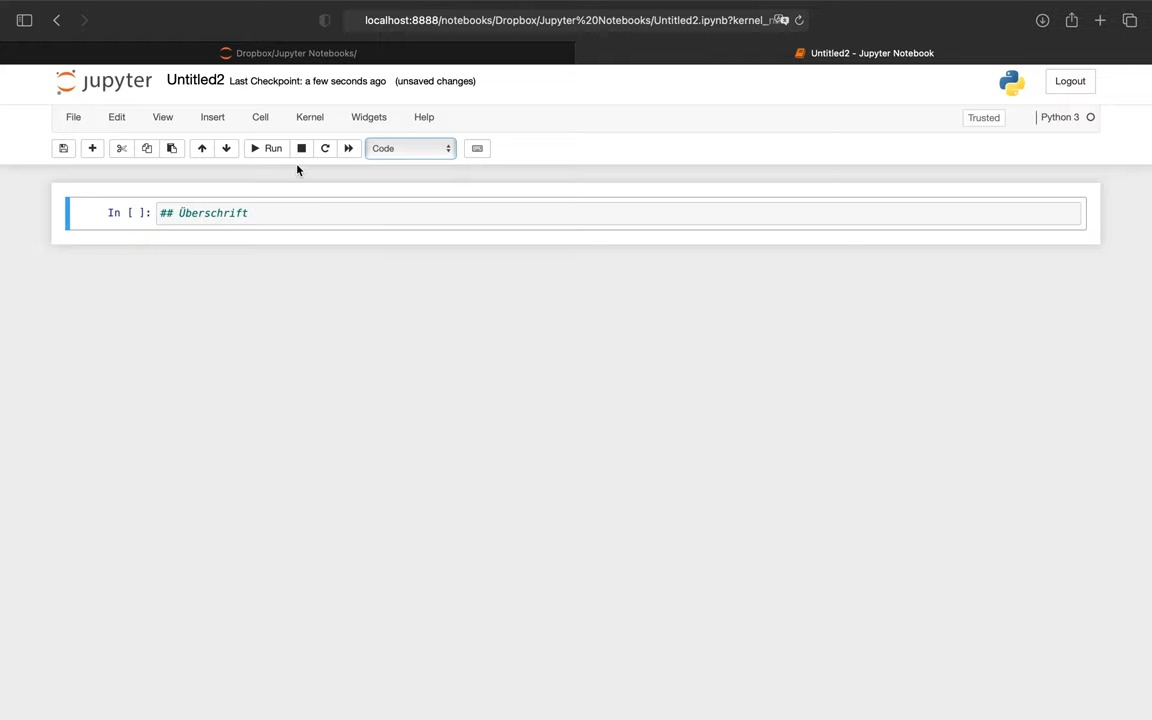 localhost:8888/notebooks/Dropbox/Jupyter%20Notebooks/Untitled2.ipynb?kernel_
Dropbox/Jupyter Notebooks/
Untitled2 - Jupyter Notebook
jupyter Untitled2 Last Checkpoint: a few seconds ago (unsaved changes)
Logout
File Edit View Insert Cell Kernel Widgets Help
Trusted Python 3
Run Code
In [ ]: ## Überschrift